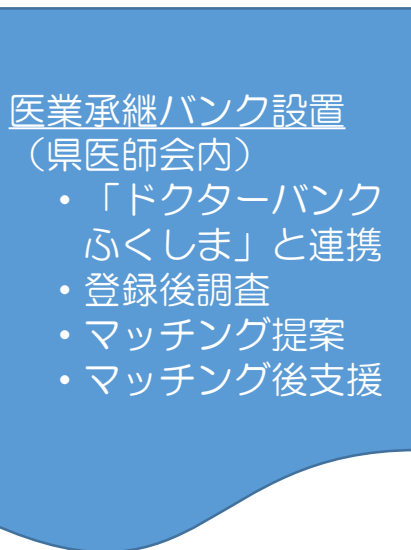 医業承継バンク設置
（県医師会内）
・「ドクターバンク
ふくしま」と連携
・登録後調査
・マッチング提案
・マッチング後支援